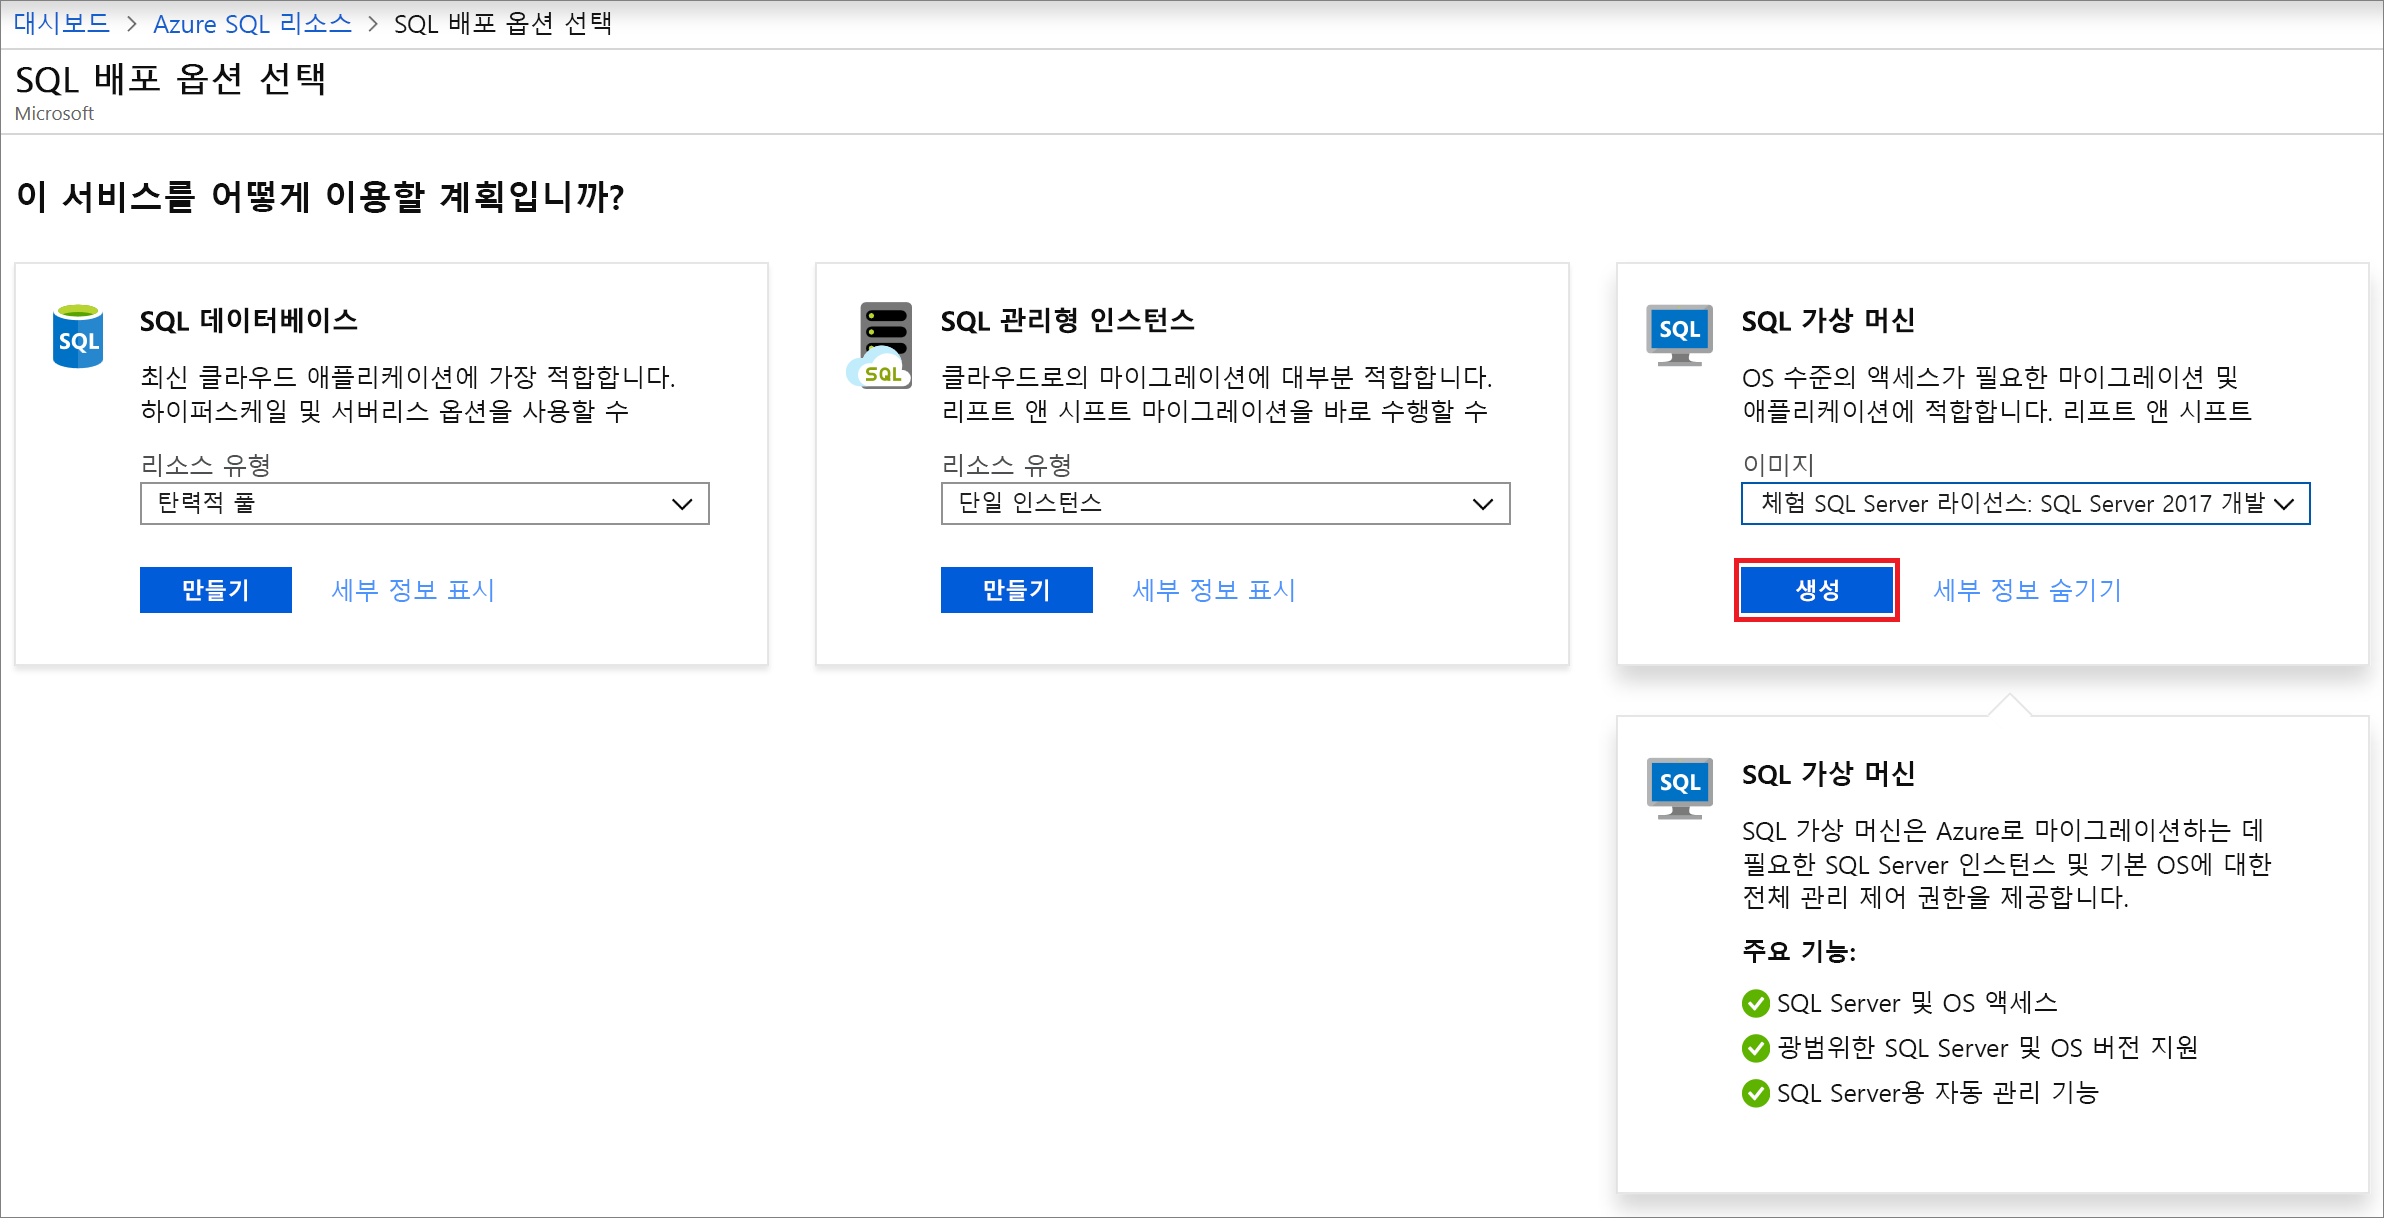 대시보드 > Azure SQL 리소스 > SQL 배포 옵션 선택
SQL 배포 옵션 선택
Microsoft
이 서비스를 어떻게 이용할 계획입니까?
SQL
SQL 데이터베이스
최신 클라우드 애플리케이션에 가장 적합합니다.
하이퍼스케일 및 서버리스 옵션을 사용할 수
리소스 유형
탄력적 풀
만들기
세부 정보 표시
SQL
SQL 관리형 인스턴스
클라우드로의 마이그레이션에 대부분 적합합니다.
리프트 앤 시프트 마이그레이션을 바로 수행할 수
리소스 유형
단일 인스턴스
만들기
세부 정보 표시
SQL
SQL 가상 머신
OS 수준의 액세스가 필요한 마이그레이션 및
애플리케이션에 적합합니다. 리프트 앤 시프트
이미지
체험 SQL Server 라이선스: SQL Server 2017 개발
생성
세부 정보 숨기기
SQL
SQL 가상 머신
SQL 가상 머신은 Azure로 마이그레이션하는 데
필요한 SQL Server 인스턴스 및 기본 OS에 대한
전체 관리 제어 권한을 제공합니다.
주요 기능:
SQL Server 및 OS 액세스
광범위한 SQL Server 및 OS 버전 지원
SQL Server용 자동 관리 기능